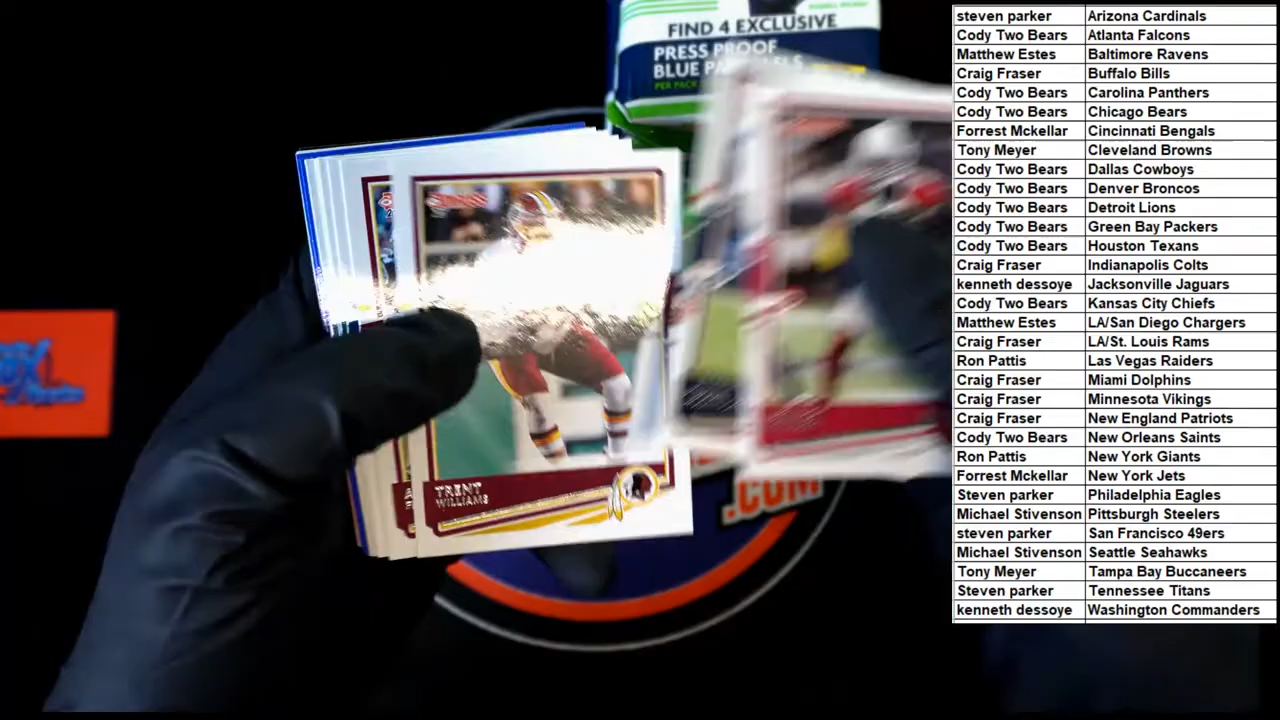 FIND 4 EXCLUSIVE
PRESS PROOF
PER PACK
TRENT
WILLIAMS
.COM
steven parker Arizona Cardinals
Cody Two Bears Atlanta Falcons
Matthew Estes Baltimore Ravens
Craig Fraser Buffalo Bills
Cody Two Bears Carolina Panthers
Cody Two Bears Chicago Bears
Forrest Mckellar Cincinnati Bengals
Tony Meyer Cleveland Browns
Cody Two Bears Dallas Cowboys
Cody Two Bears Denver Broncos
Cody Two Bears Detroit Lions
Cody Two Bears Green Bay Packers
Cody Two Bears Houston Texans
Craig Fraser Indianapolis Colts
kenneth dessoye Jacksonville Jaguars
Cody Two Bears Kansas City Chiefs
Matthew Estes LA/San Diego Chargers
Craig Fraser LA/St. Louis Rams
Ron Pattis Las Vegas Raiders
Craig Fraser Miami Dolphins
Craig Fraser Minnesota Vikings
Craig Fraser New England Patriots
Cody Two Bears New Orleans Saints
Ron Pattis New York Giants
Forrest Mckellar New York Jets
Steven parker Philadelphia Eagles
Michael Stivenson Pittsburgh Steelers
steven parker San Francisco 49ers
Michael Stivenson Seattle Seahawks
Tony Meyer Tampa Bay Buccaneers
Steven parker Tennessee Titans
kenneth dessoye Washington Commanders